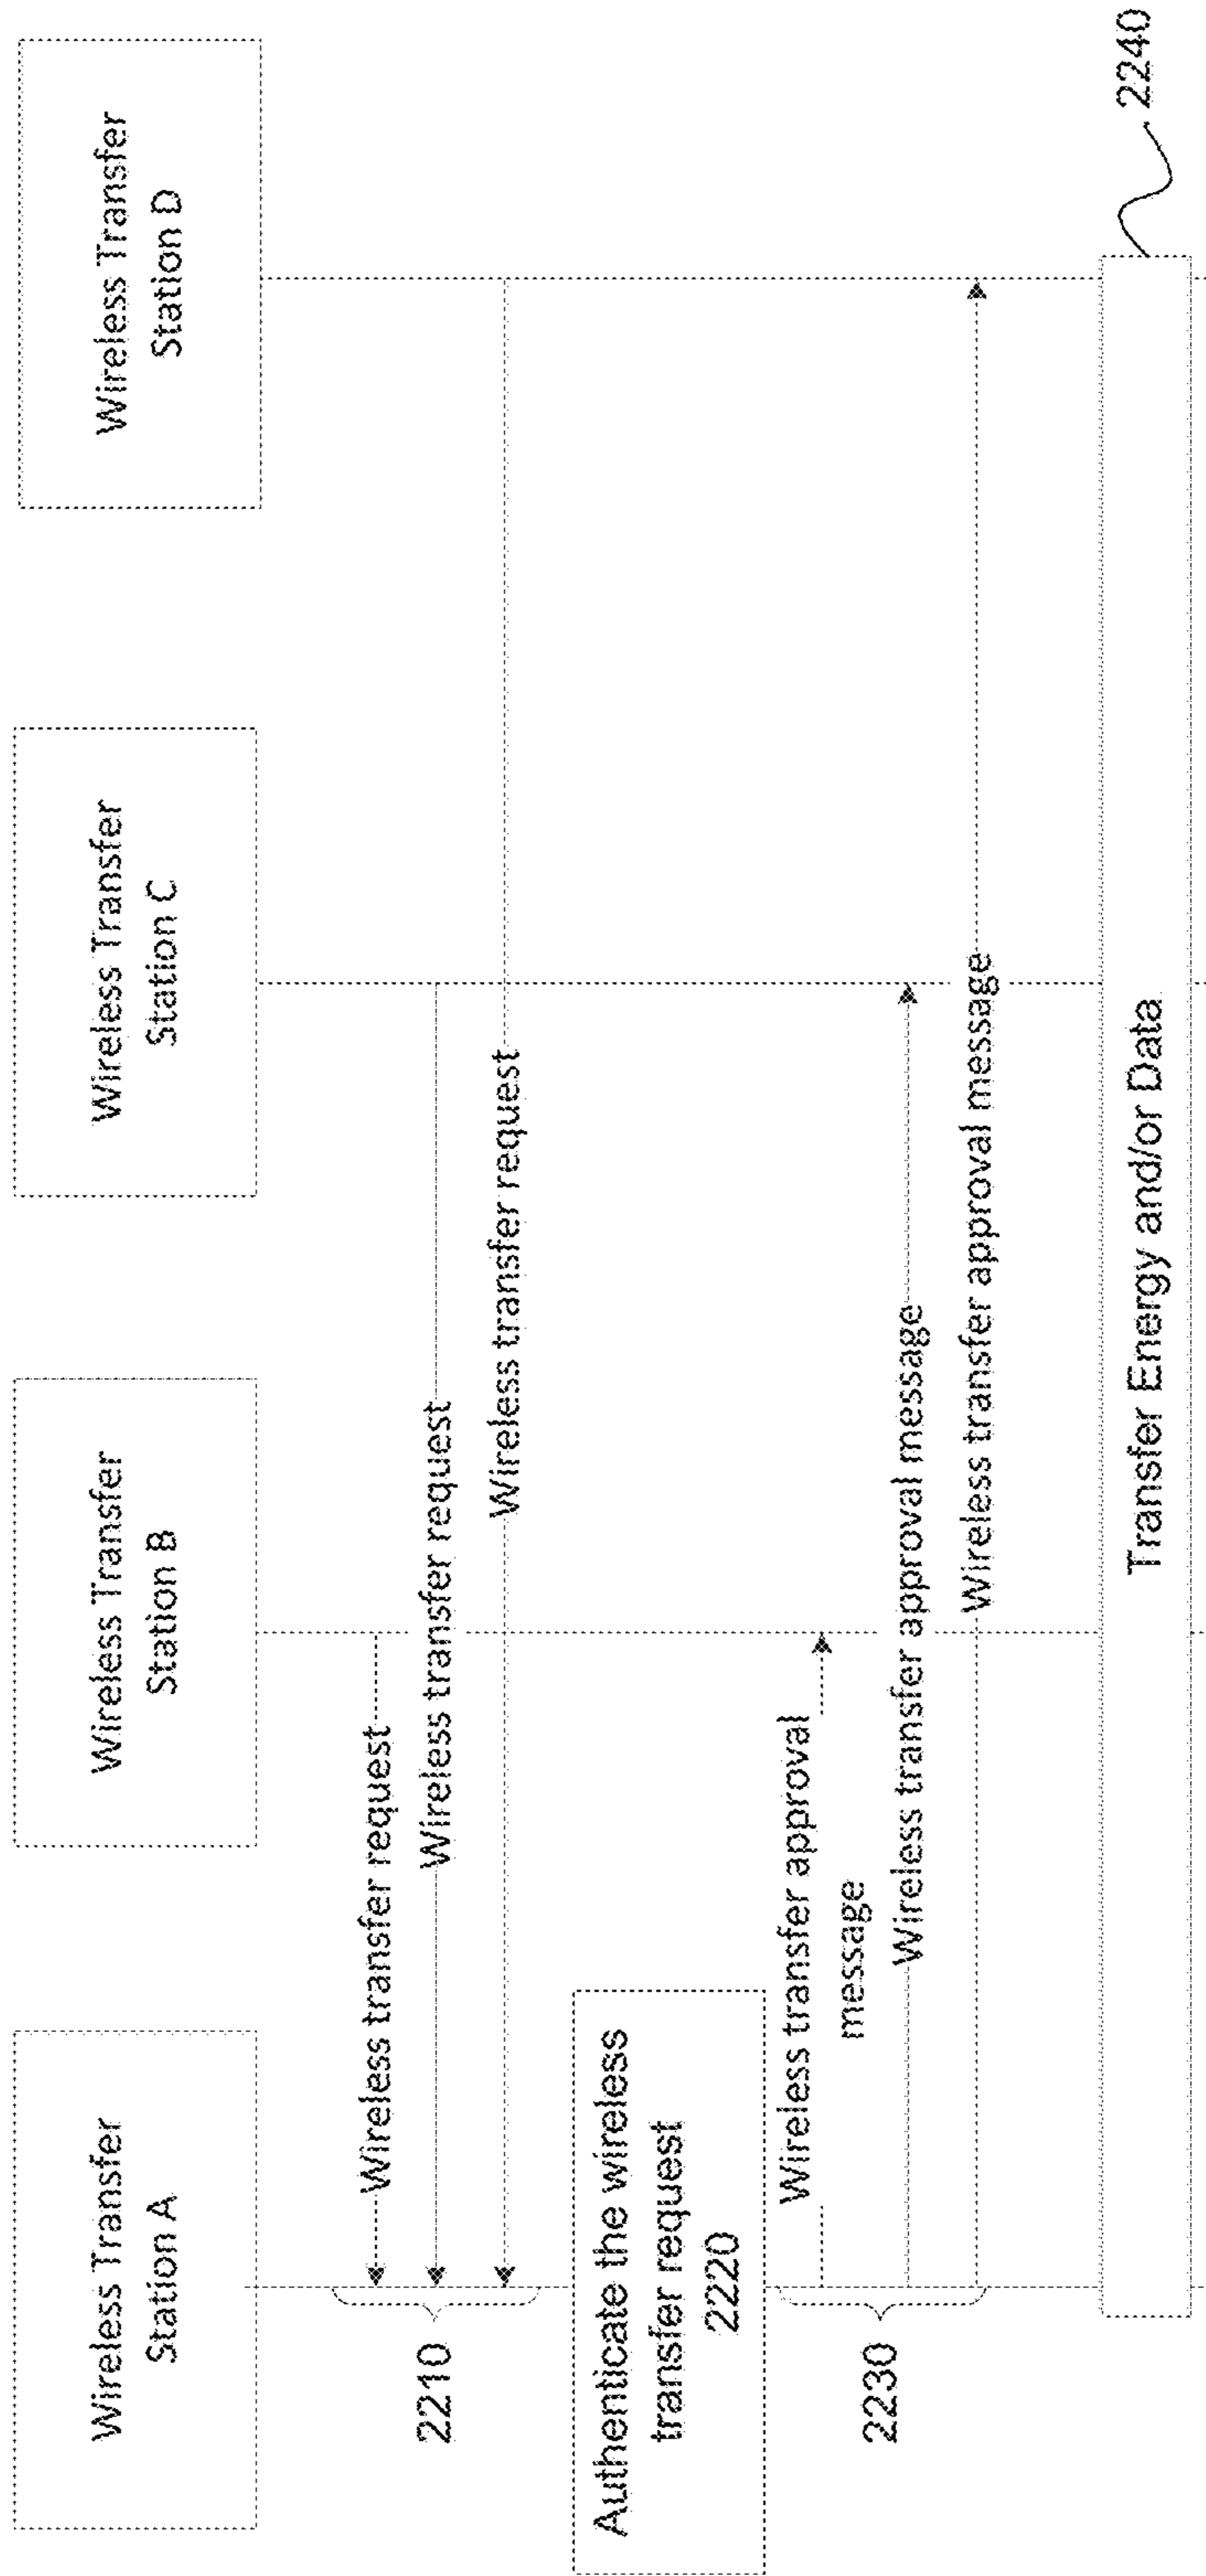 Wireless Transfer
Station A
Wireless Transfer
Station B
Wireless Transfer
Station C
Wireless Transfer
Station D
2210
Wireless transfer request
Wireless transfer request
Wireless transfer request
Authenticate the wireless
transfer request
2220
2230
Wireless transfer approval
message
Wireless transfer approval message
Wireless transfer approval message
Transfer Energy and/or Data
2240